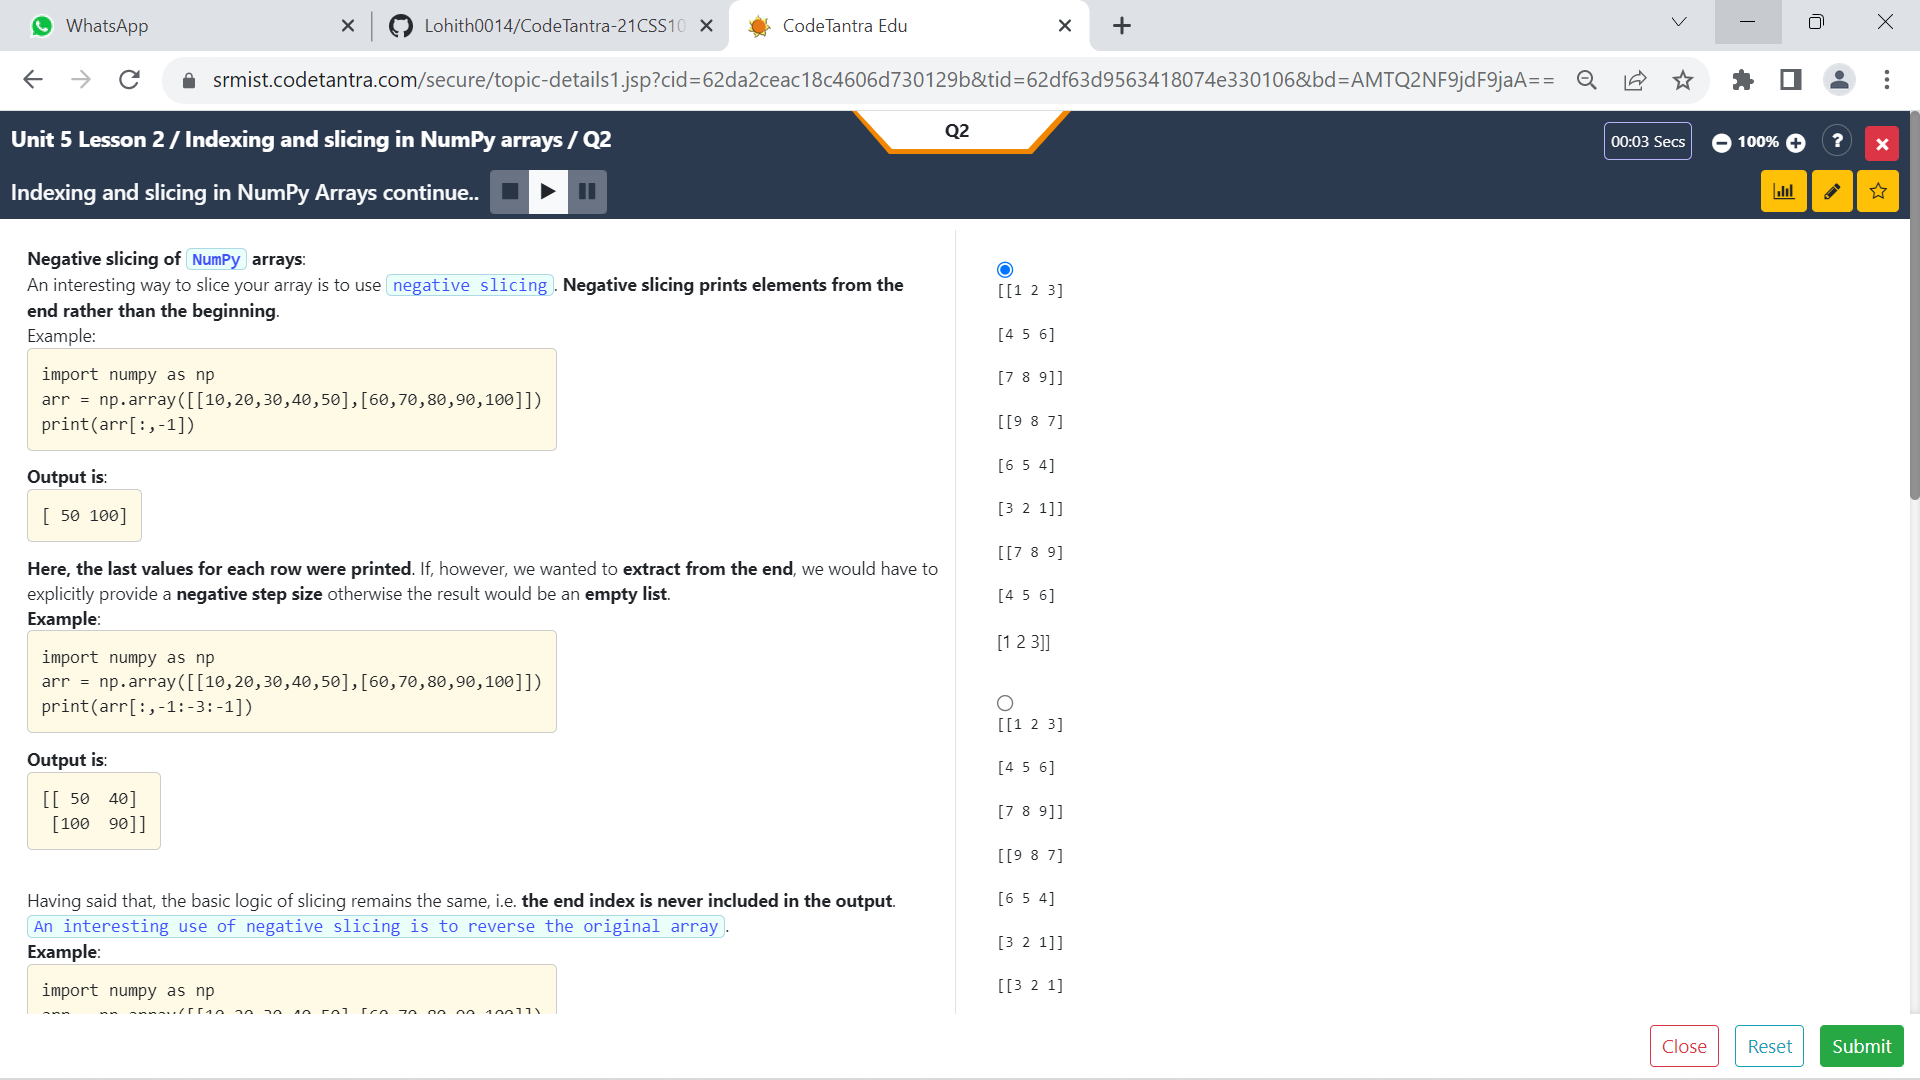 WhatsApp
Lohith0014/CodeTantra-21CSS10
CodeTantra Edu
srmist.codetantra.com/secure/topic-details1.jsp?cid=62da2ceac18c4606d730129b&tid=62df63d9563418074e330106&bd=AMTQ2NF9jdF9jaA==
Unit 5 Lesson 2 / Indexing and slicing in NumPy arrays / Q2
Q2
00:03 Secs
100%
?
Indexing and slicing in NumPy Arrays continue..
Negative slicing of NumPy arrays:
An interesting way to slice your array is to use negative slicing. Negative slicing prints elements from the
end rather than the beginning.
Example:
import numpy as np
arr = np.array([[10,20,30,40,50],[60,70,80,90,100]])
print(arr[:,-1])
Output is:
[ 50 100]
Here, the last values for each row were printed. If, however, we wanted to extract from the end, we would have to
explicitly provide a negative step size otherwise the result would be an empty list.
Example:
import numpy as np
arr = np.array([[10,20,30,40,50],[60,70,80,90,100]])
print(arr[:,-1:-3:-1])
Output is:
[[ 50  40]
[100  90]]
Having said that, the basic logic of slicing remains the same, i.e. the end index is never included in the output.
An interesting use of negative slicing is to reverse the original array.
Example:
import numpy as np
arr = np.array([[10,20,30,40,50],[60,70,80,90,100]])
[[1 2 3]
[4 5 6]
[7 8 9]]
[[9 8 7]
[6 5 4]
[3 2 1]]
[[7 8 9]
[4 5 6]
[1 2 3]]
[[1 2 3]
[4 5 6]
[7 8 9]]
[[9 8 7]
[6 5 4]
[3 2 1]]
[[3 2 1]
Close
Reset
Submit